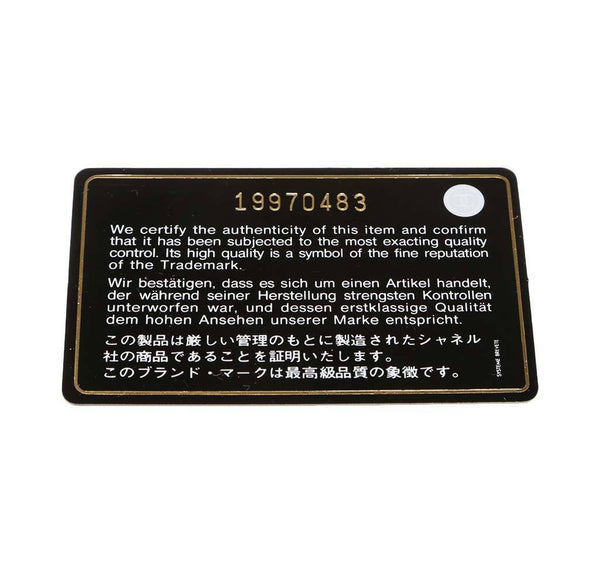 19970483
We certify the authenticity of this item and confirm
that it has been subjected to the most exacting quality
control. Its high quality is a symbol of the fine reputation
of the Trademark.
Wir bestätigen, dass es sich um einen Artikel handelt,
der während seiner Herstellung strengsten Kontrollen
unterworfen war, und dessen erstklassige Qualität
dem hohen Ansehen unserer Marke entspricht.
この製品は厳しい管理のもとに製造されたシャネル
社の商品であることを証明いたします。
このブランド・マークは最高級品質の象徴です。
SYSTEME BREVETE